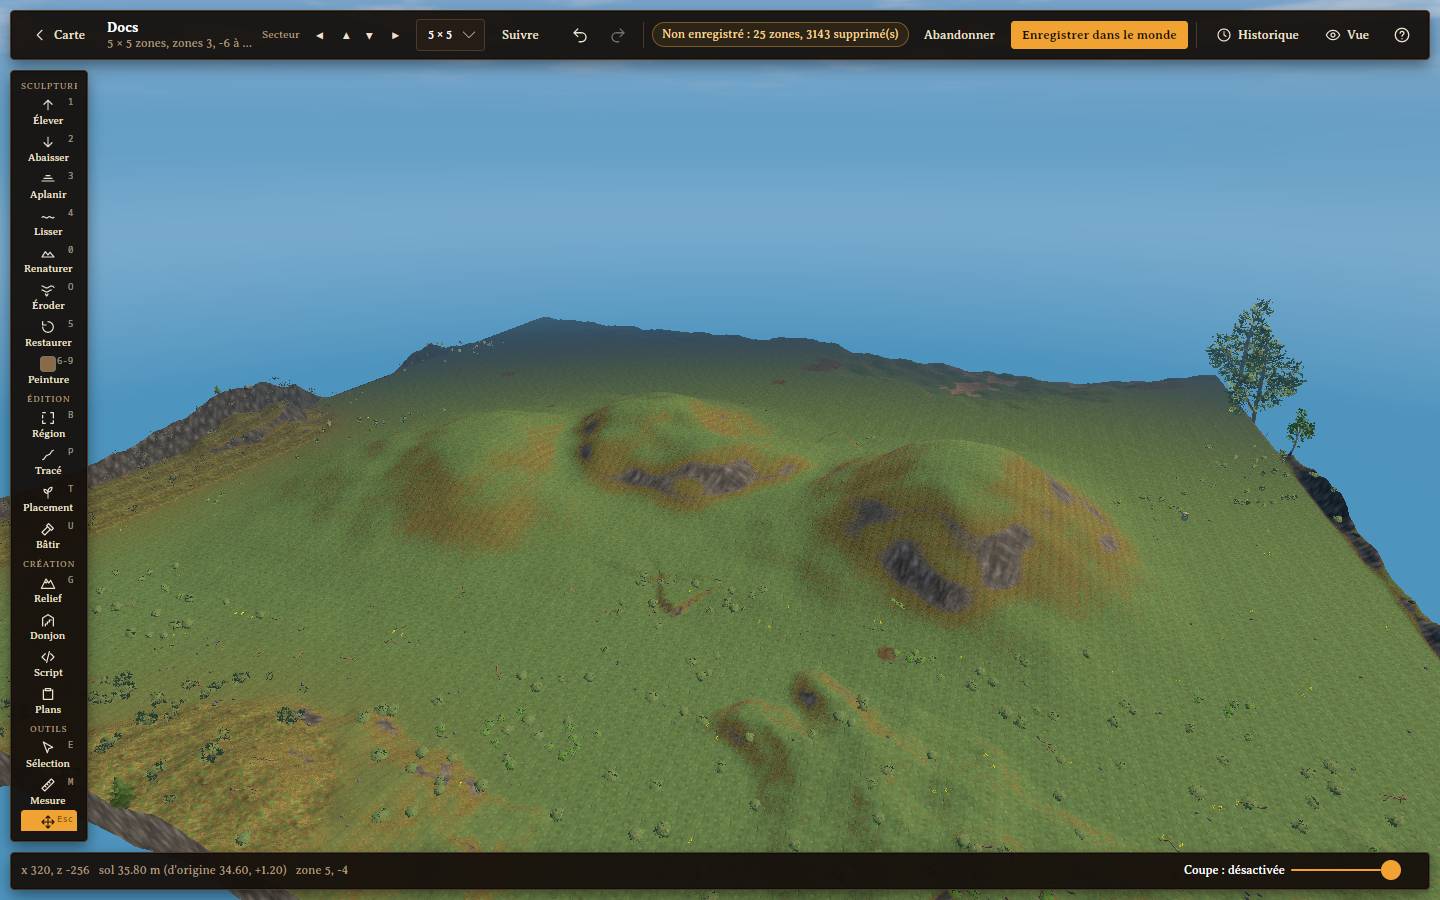 Carte
Docs
5 × 5 zones, zones 3, -6 à ...
Secteur
5 × 5
Suivre
Non enregistré : 25 zones, 3143 supprimé(s)
Abandonner
Enregistrer dans le monde
Historique
Vue
SCULPTURE
1
Élever
2
Abaisser
3
Aplanir
4
Lisser
0
Renaturer
O
Éroder
5
Restaurer
6-9
Peinture
ÉDITION
B
Région
P
Tracé
T
Placement
U
Bâtir
CRÉATION
G
Relief
Donjon
Script
Plans
OUTILS
E
Sélection
M
Mesure
Esc
x 320, z -256 sol 35.80 m (d'origine 34.60, +1.20) zone 5, -4
Coupe : désactivée